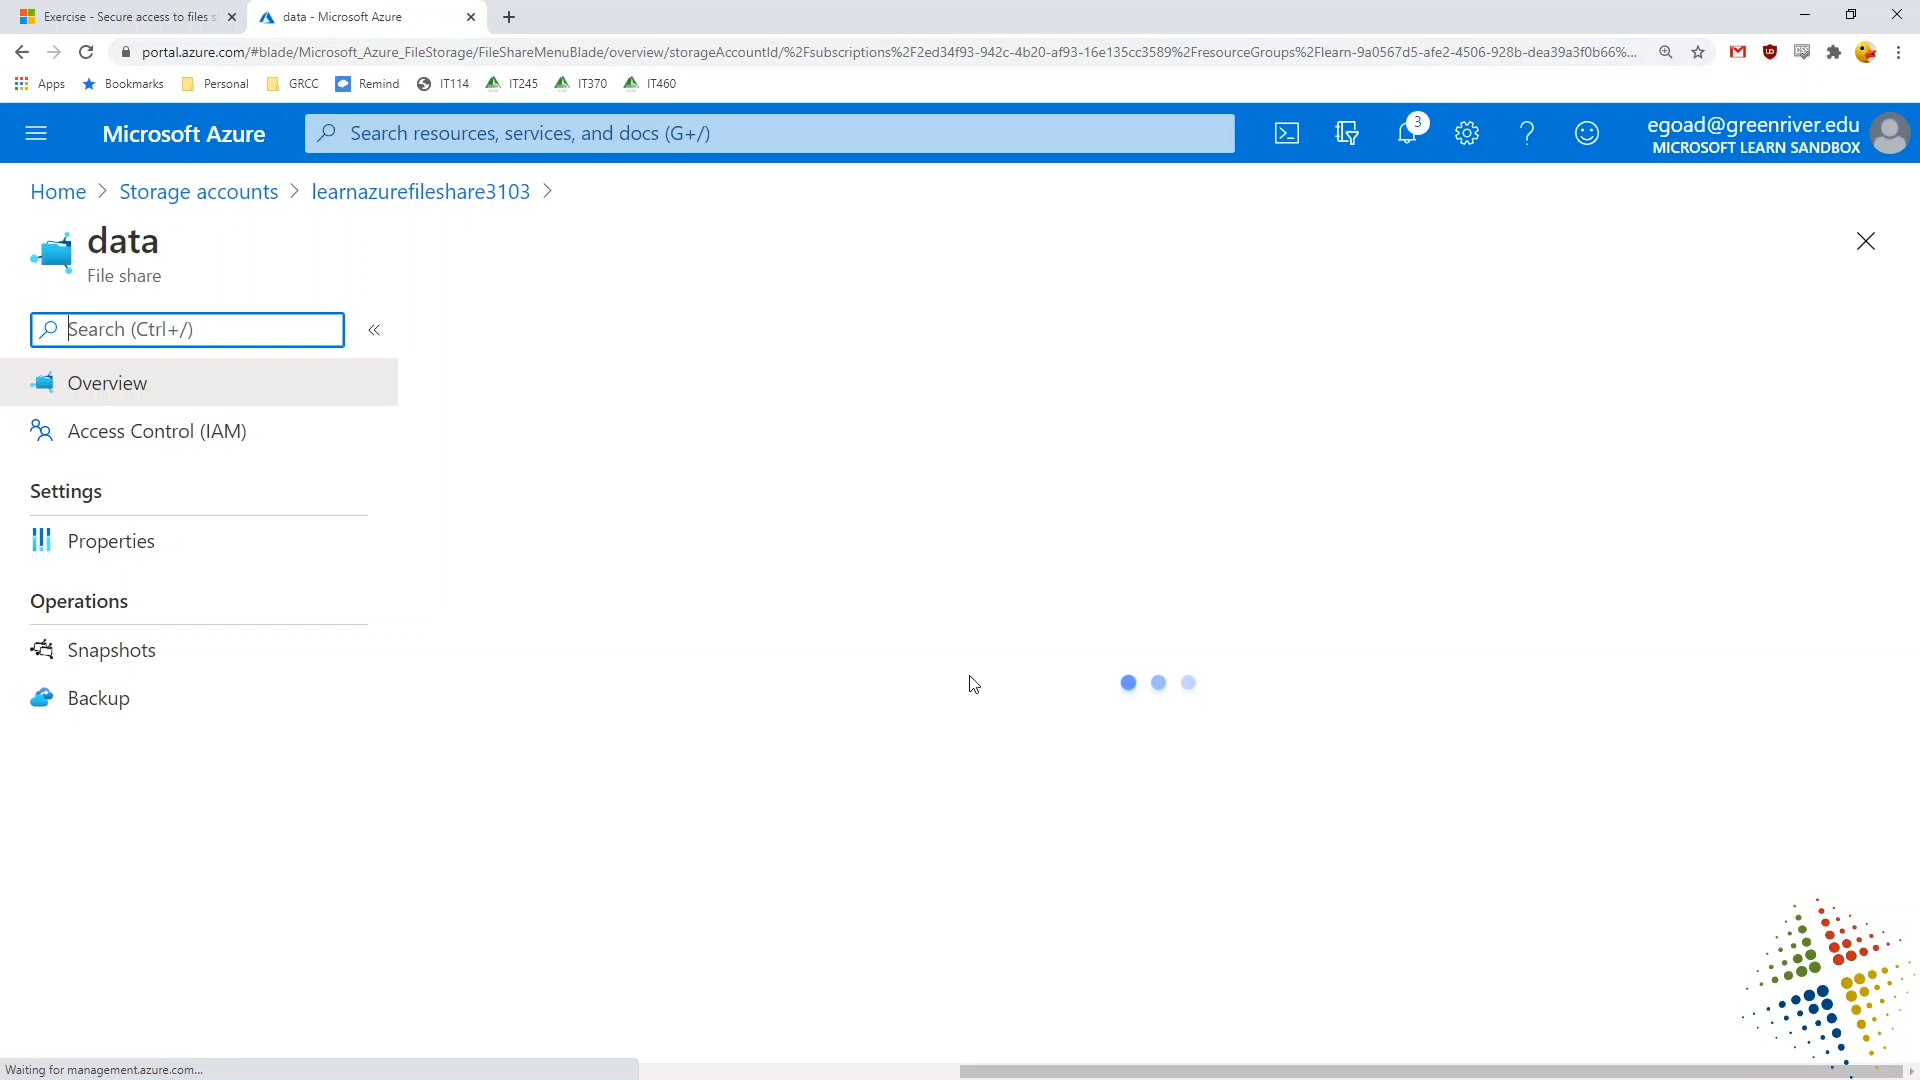 Exercise - Secure access to files s
data - Microsoft Azure
portal.azure.com/#blade/Microsoft_Azure_FileStorage/FileShareMenuBlade/overview/storageAccountId/%2Fsubscriptions%2F2ed34f93-942c-4b20-af93-16e135cc3589%2FresourceGroups%2Flearn-9a0567d5-afe2-4506-928b-dea39a3f0b66%...
Apps
Bookmarks
Personal
GRCC
Remind
IT114
IT245
IT370
IT460
Microsoft Azure
Search resources, services, and docs (G+/)
3
egoad@greenriver.edu
MICROSOFT LEARN SANDBOX
Home > Storage accounts > learnazurefileshare3103 >
data
File share
Search (Ctrl+/)
Overview
Access Control (IAM)
Settings
Properties
Operations
Snapshots
Backup
Waiting for management.azure.com...